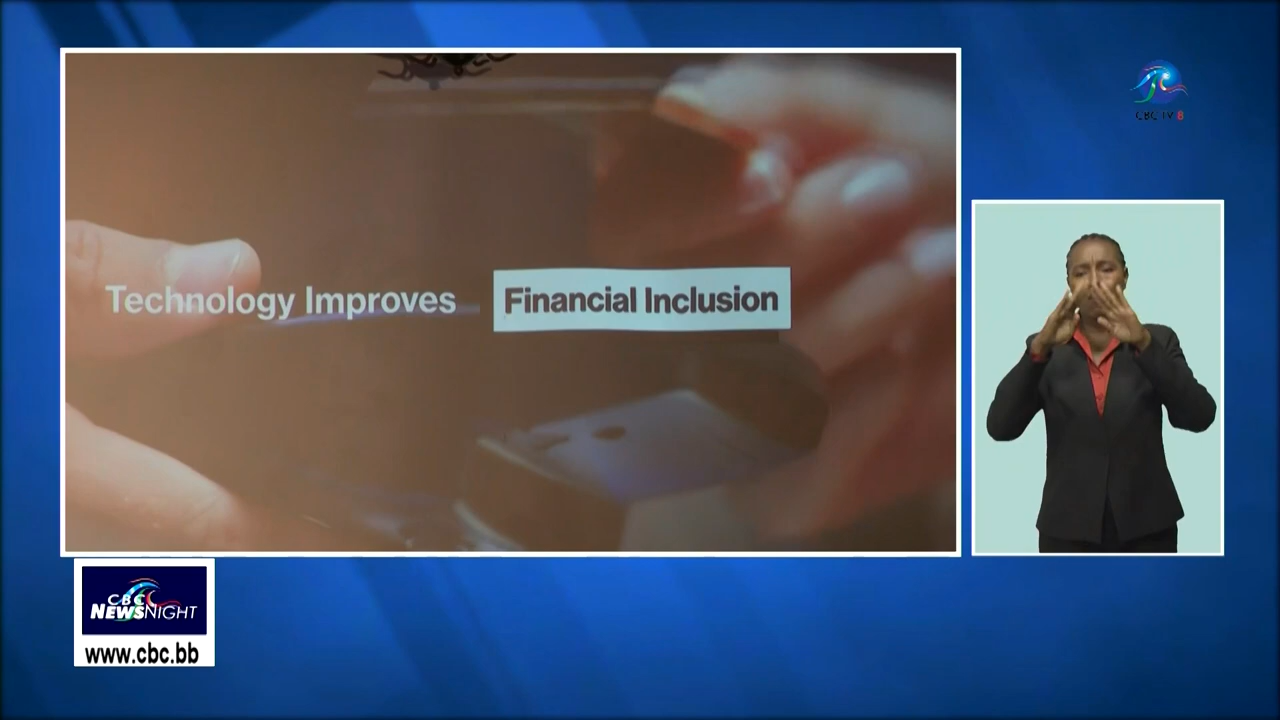 CBC TV 8
Technology Improves Financial Inclusion
CBC
NEWSNIGHT
www.cbc.bb